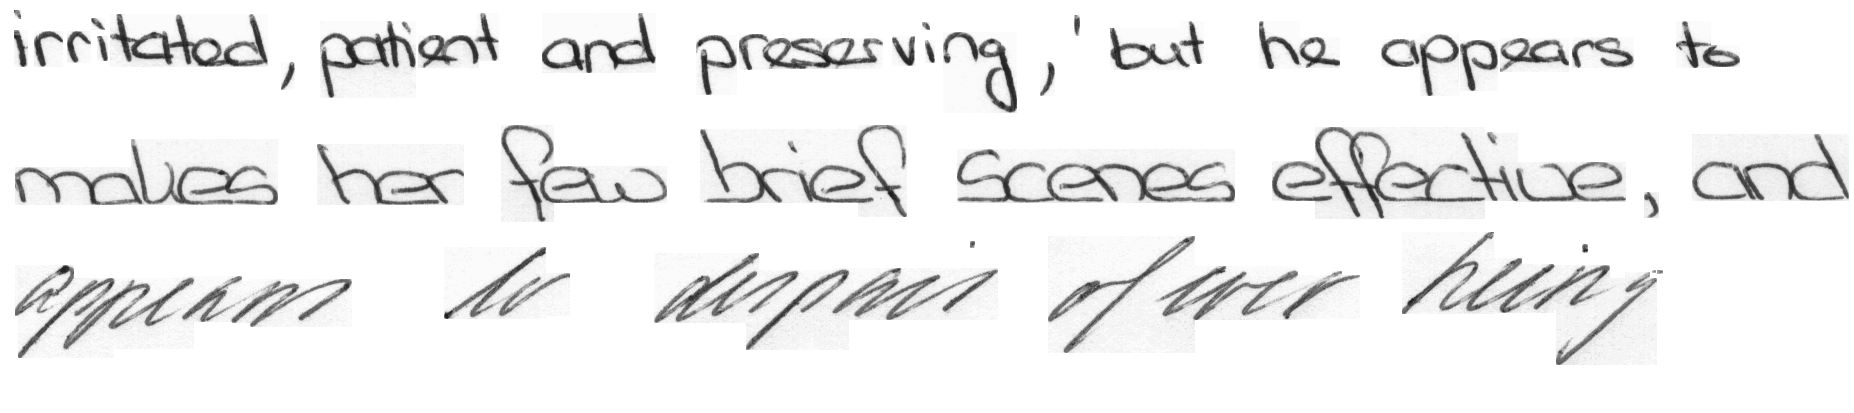 irritated, patient and preserving,' but he appears to
makes her few brief scenes effective, and
appears to despair of ever being